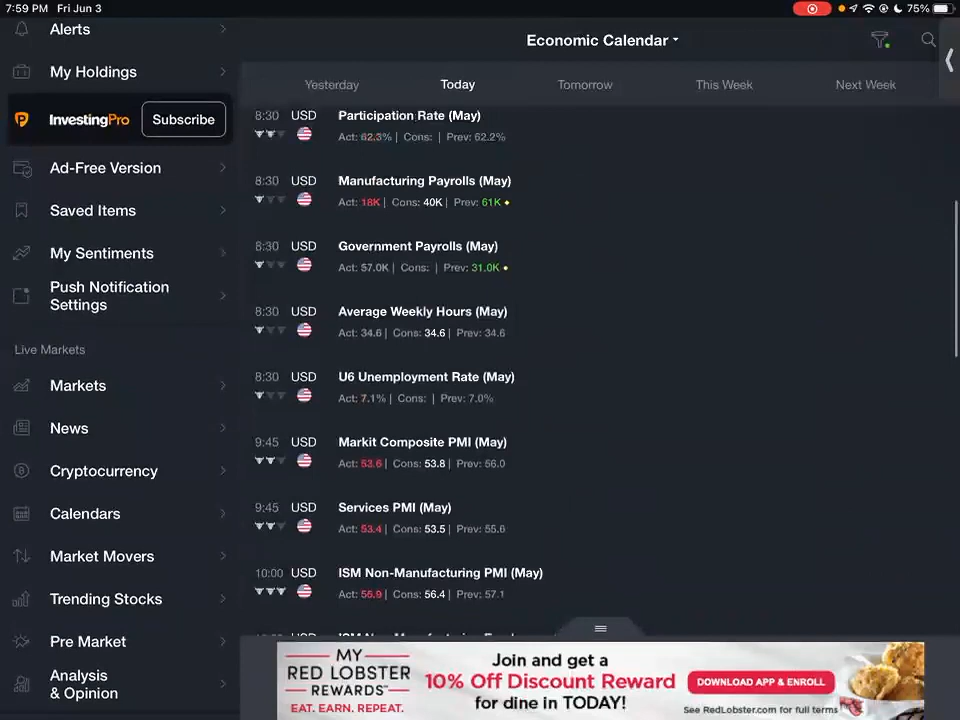 7:59 PM Fri Jun 3
75%
Alerts
My Holdings
InvestingPro
Subscribe
Ad-Free Version
Saved Items
My Sentiments
Push Notification
Settings
Live Markets
Markets
News
Cryptocurrency
Calendars
Market Movers
Trending Stocks
Pre Market
Analysis
& Opinion
Economic Calendar
Yesterday Today Tomorrow This Week Next Week
8:30 USD Participation Rate (May)
Act: 62.3% | Cons: | Prev: 62.2%
8:30 USD Manufacturing Payrolls (May)
Act: 18K | Cons: 40K | Prev: 61K
8:30 USD Government Payrolls (May)
Act: 57.0K | Cons: | Prev: 31.0K
8:30 USD Average Weekly Hours (May)
Act: 34.6 | Cons: 34.6 | Prev: 34.6
8:30 USD U6 Unemployment Rate (May)
Act: 7.1% | Cons: | Prev: 7.0%
9:45 USD Markit Composite PMI (May)
Act: 53.6 | Cons: 53.8 | Prev: 56.0
9:45 USD Services PMI (May)
Act: 53.4 | Cons: 53.5 | Prev: 55.6
10:00 USD ISM Non-Manufacturing PMI (May)
Act: 55.9 | Cons: 56.4 | Prev: 57.1
MY
RED LOBSTER
REWARDS
EAT. EARN. REPEAT.
Join and get a
10% Off Discount Reward
for dine in TODAY!
DOWNLOAD APP & ENROLL
See RedLobster.com for full terms